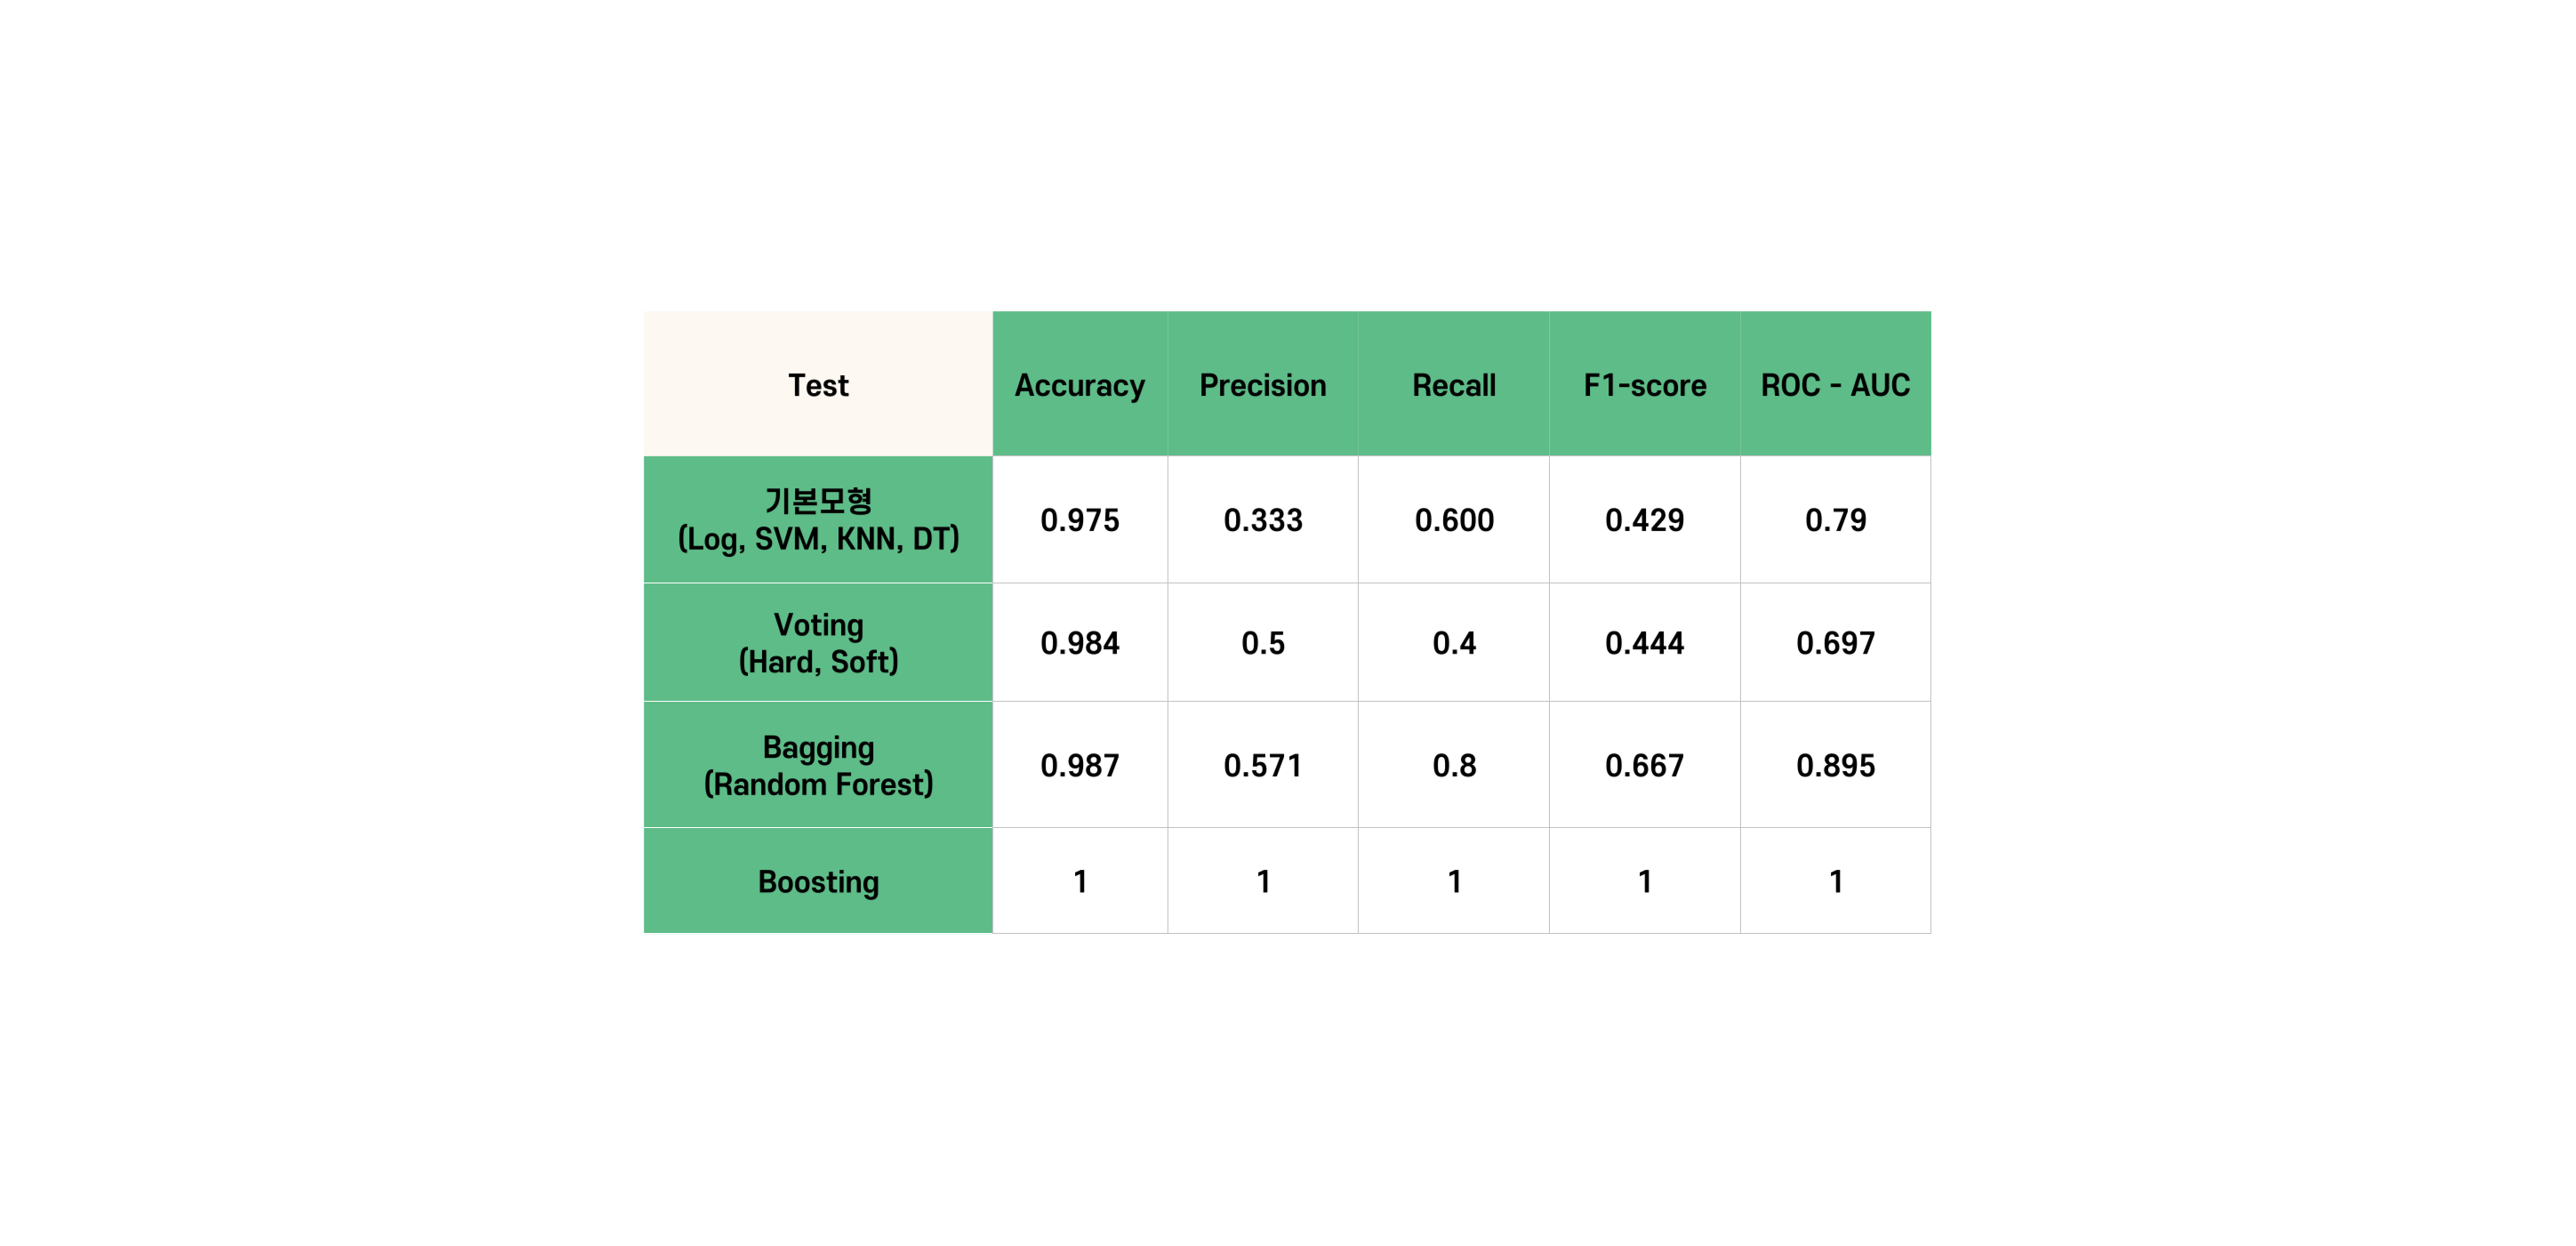 Test Accuracy Precision Recall F1-score ROC - AUC
기본모형
(Log, SVM, KNN, DT) 0.975 0.333 0.600 0.429 0.79
Voting
(Hard, Soft) 0.984 0.5 0.4 0.444 0.697
Bagging
(Random Forest) 0.987 0.571 0.8 0.667 0.895
Boosting 1 1 1 1 1